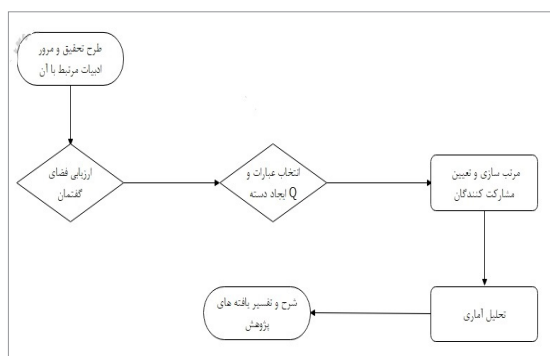 طرح تحقیق و مرور
ادبیات مرتبط با آن
ارزیابی فضای
گفتمان
انتخاب عبارات و
ایجاد دسته Q
مرتب سازی و تعیین
مشارکت کنندگان
تحلیل آماری
شرح و تفسیر یافته های
پژوهش